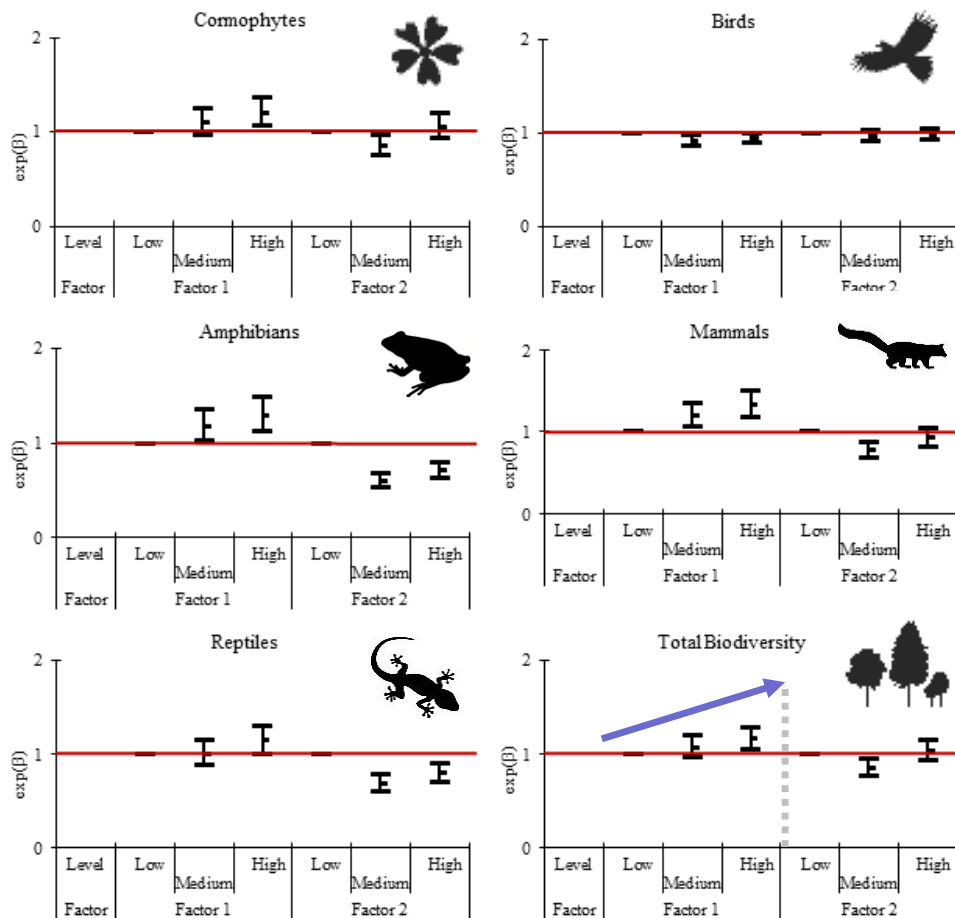 Cormophytes
2
1
0
exp(β)
Level Low Medium High Low Medium High
Factor Factor 1 Factor 2
Birds
2
1
0
exp(β)
Level Low Medium High Low Medium High
Factor Factor 1 Factor 2
Amphibians
2
1
0
exp(β)
Level Low Medium High Low Medium High
Factor Factor 1 Factor 2
Mammals
2
1
0
exp(β)
Level Low Medium High Low Medium High
Factor Factor 1 Factor 2
Reptiles
2
1
0
exp(β)
Level Low Medium High Low Medium High
Factor Factor 1 Factor 2
Total Biodiversity
2
1
0
exp(β)
Level Low Medium High Low Medium High
Factor Factor 1 Factor 2